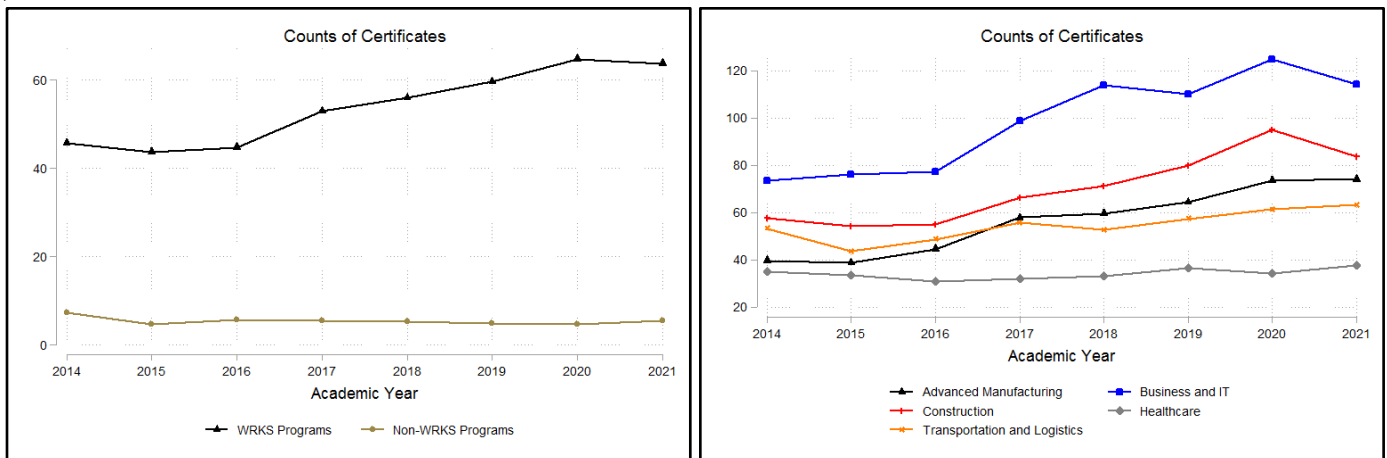 Counts of Certificates
60
40
20
0
2014 2015 2016 2017 2018 2019 2020 2021
Academic Year
WRKS Programs Non-WRKS Programs
Counts of Certificates
120
100
80
60
40
20
2014 2015 2016 2017 2018 2019 2020 2021
Academic Year
Advanced Manufacturing Business and IT
Construction Healthcare
Transportation and Logistics